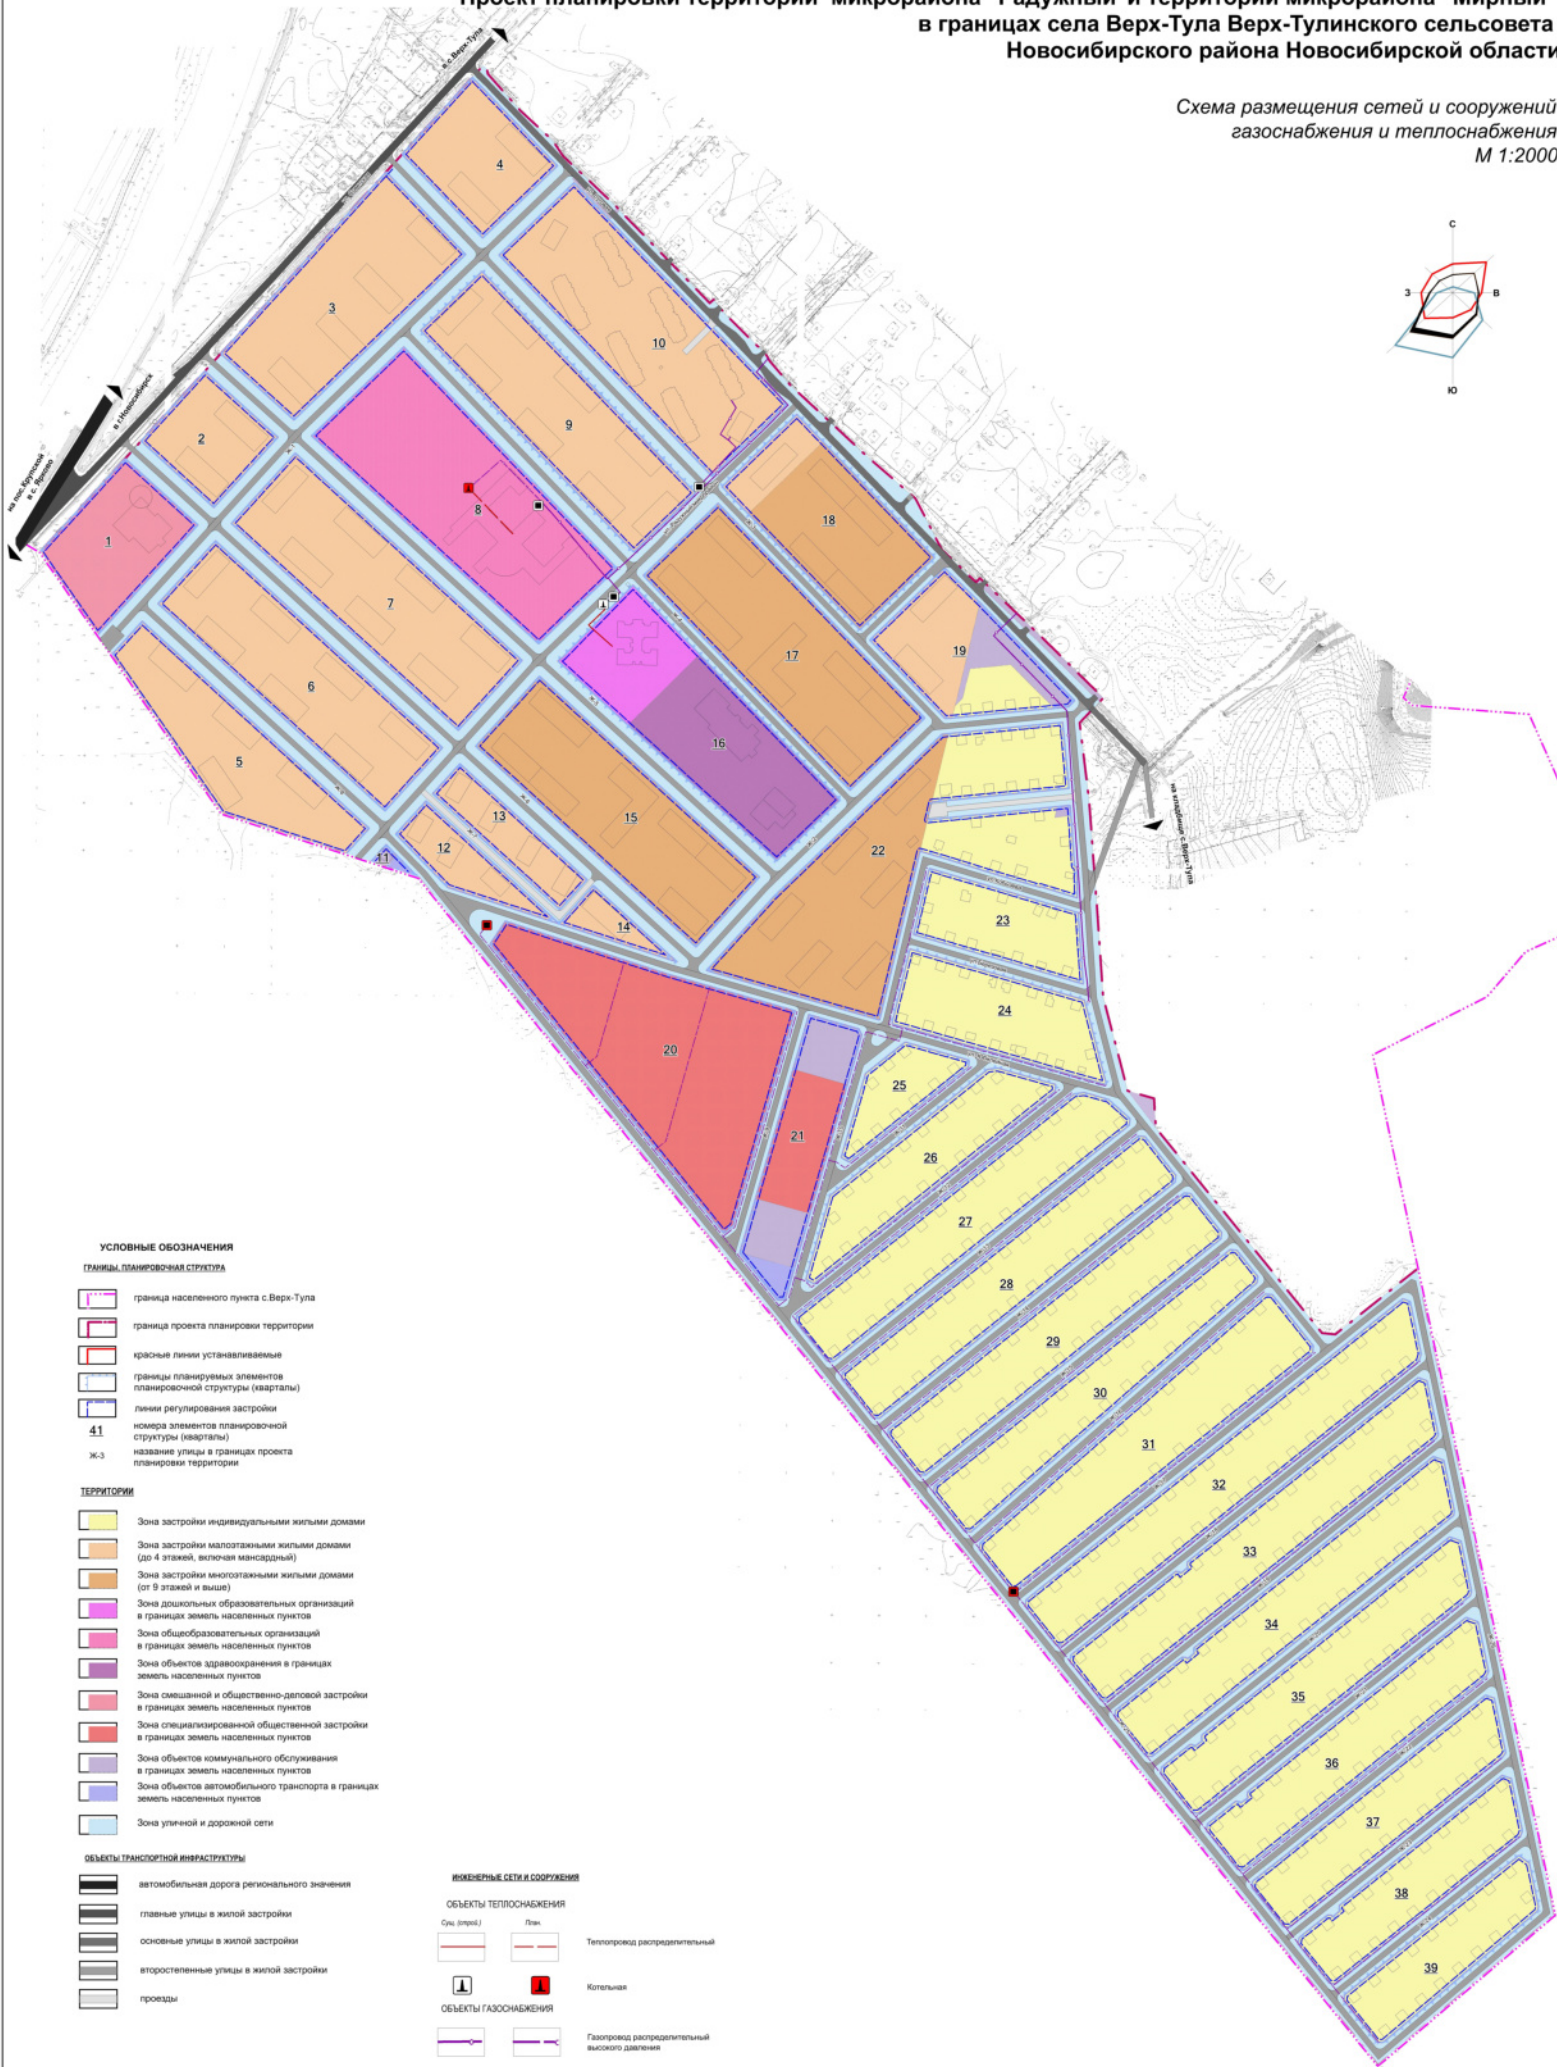 в границах села Верх-Тула Верх-Тулинского сельсовета
Новосибирского района Новосибирской области
Схема размещения сетей и сооружений
газоснабжения и теплоснабжения
М 1:2000
С
З
В
Ю
в с.Верх-Тула
в г.Новосибирск
на пос.Крупской
в с. Ярково
на кладбище с.Верх-Тула
1
2
3
4
5
6
7
8
9
10
11
12
13
14
15
16
17
18
19
20
21
22
23
24
25
26
27
28
29
30
31
32
33
34
35
36
37
38
39
УСЛОВНЫЕ ОБОЗНАЧЕНИЯ
ГРАНИЦЫ, ПЛАНИРОВОЧНАЯ СТРУКТУРА
граница населенного пункта с.Верх-Тула
граница проекта планировки территории
красные линии устанавливаемые
границы планируемых элементов
планировочной структуры (кварталы)
линии регулирования застройки
41
номера элементов планировочной
структуры (кварталы)
Ж-3
название улицы в границах проекта
планировки территории
ТЕРРИТОРИИ
Зона застройки индивидуальными жилыми домами
Зона застройки малоэтажными жилыми домами
(до 4 этажей, включая мансардный)
Зона застройки многоэтажными жилыми домами
(от 9 этажей и выше)
Зона дошкольных образовательных организаций
в границах земель населенных пунктов
Зона общеобразовательных организаций
в границах земель населенных пунктов
Зона объектов здравоохранения в границах
земель населенных пунктов
Зона смешанной и общественно-деловой застройки
в границах земель населенных пунктов
Зона специализированной общественной застройки
в границах земель населенных пунктов
Зона объектов коммунального обслуживания
в границах земель населенных пунктов
Зона объектов автомобильного транспорта в границах
земель населенных пунктов
Зона уличной и дорожной сети
ОБЪЕКТЫ ТРАНСПОРТНОЙ ИНФРАСТРУКТУРЫ
автомобильная дорога регионального значения
главные улицы в жилой застройки
основные улицы в жилой застройки
второстепенные улицы в жилой застройки
проезды
ИНЖЕНЕРНЫЕ СЕТИ И СООРУЖЕНИЯ
ОБЪЕКТЫ ТЕПЛОСНАБЖЕНИЯ
Сущ. (строй.) План.
Теплопровод распределительный
Котельная
ОБЪЕКТЫ ГАЗОСНАБЖЕНИЯ
Газопровод распределительный
высокого давления